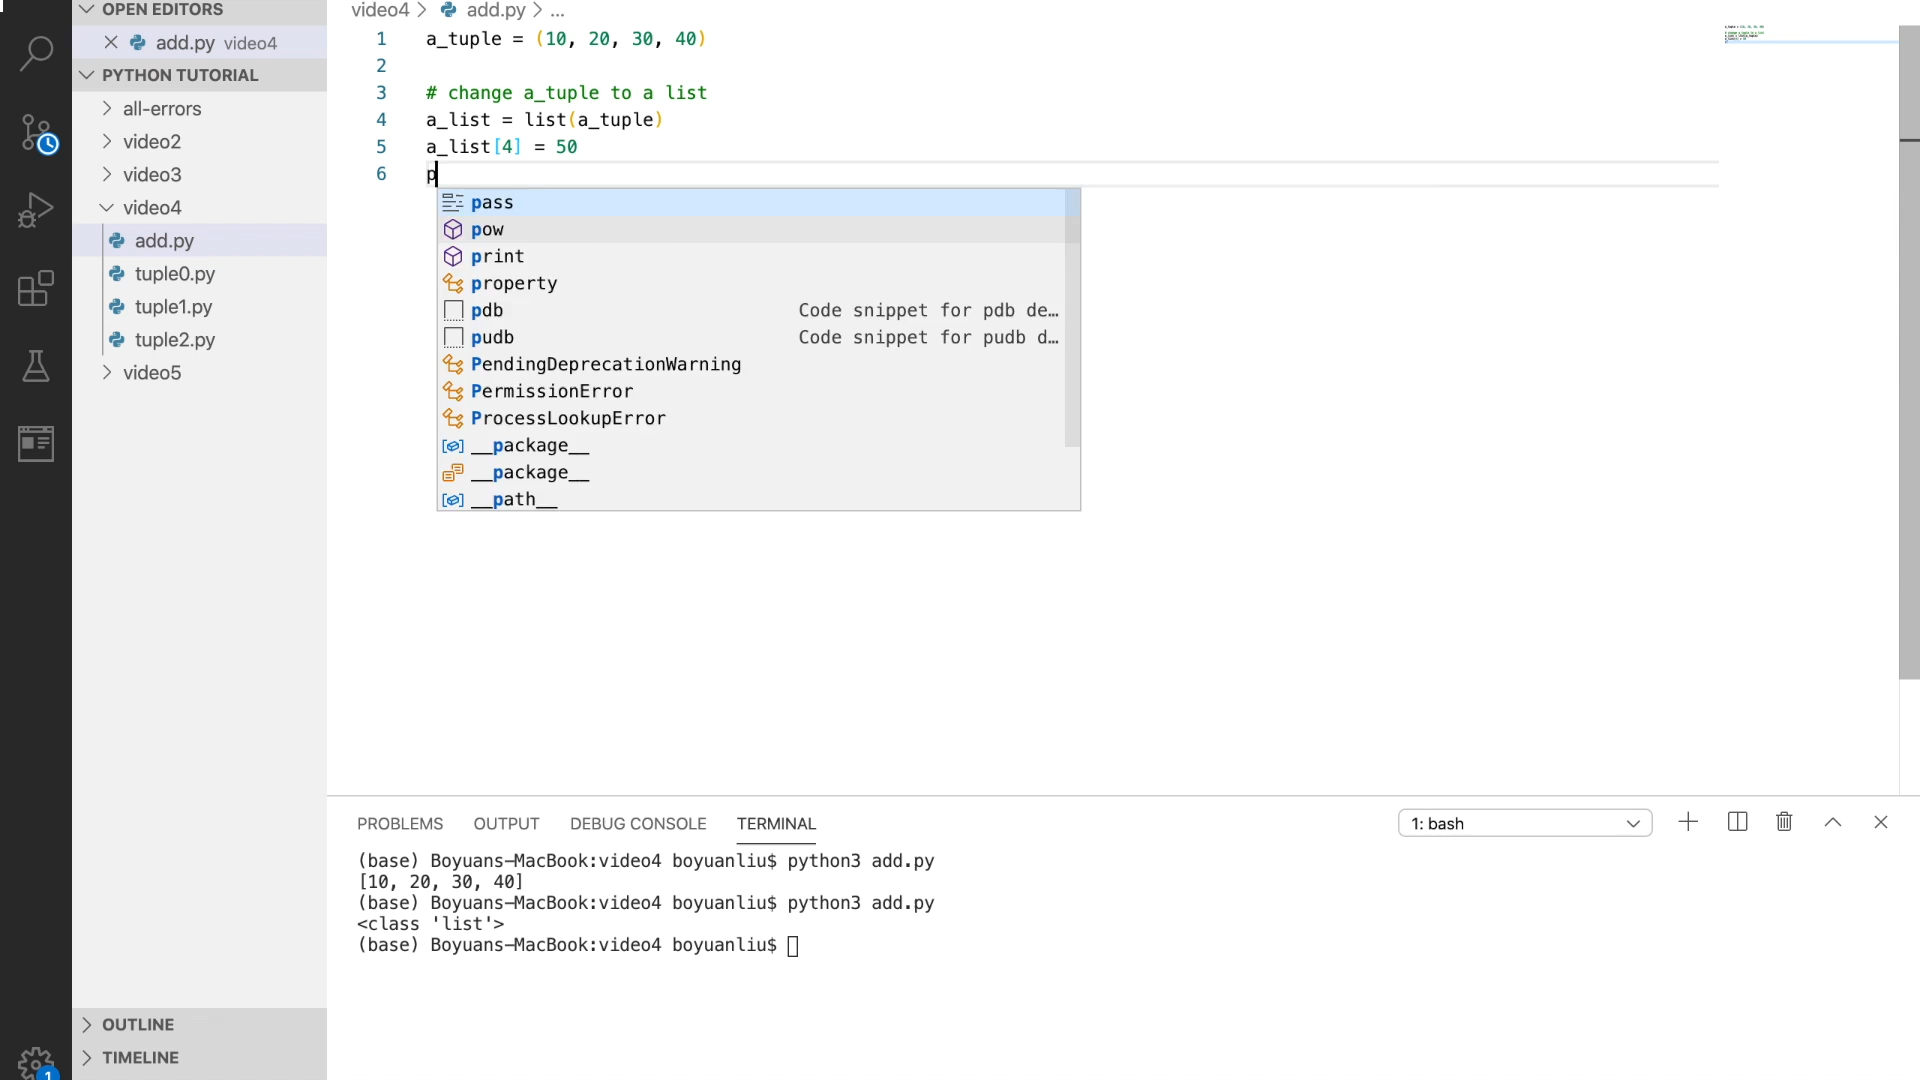 OPEN EDITORS
add.py video4
PYTHON TUTORIAL
all-errors
video2
video3
video4
add.py
tuple0.py
tuple1.py
tuple2.py
video5
OUTLINE
TIMELINE
1
video4 > add.py > ...
1 a_tuple = (10, 20, 30, 40)
2
3 # change a_tuple to a list
4 a_list = list(a_tuple)
5 a_list[4] = 50
6 p
pass
pow
print
property
pdb Code snippet for pdb de…
pudb Code snippet for pudb d…
PendingDeprecationWarning
PermissionError
ProcessLookupError
__package__
__package__
__path__
PROBLEMS OUTPUT DEBUG CONSOLE TERMINAL 1: bash
(base) Boyuans-MacBook:video4 boyuanliu$ python3 add.py
[10, 20, 30, 40]
(base) Boyuans-MacBook:video4 boyuanliu$ python3 add.py
<class 'list'>
(base) Boyuans-MacBook:video4 boyuanliu$